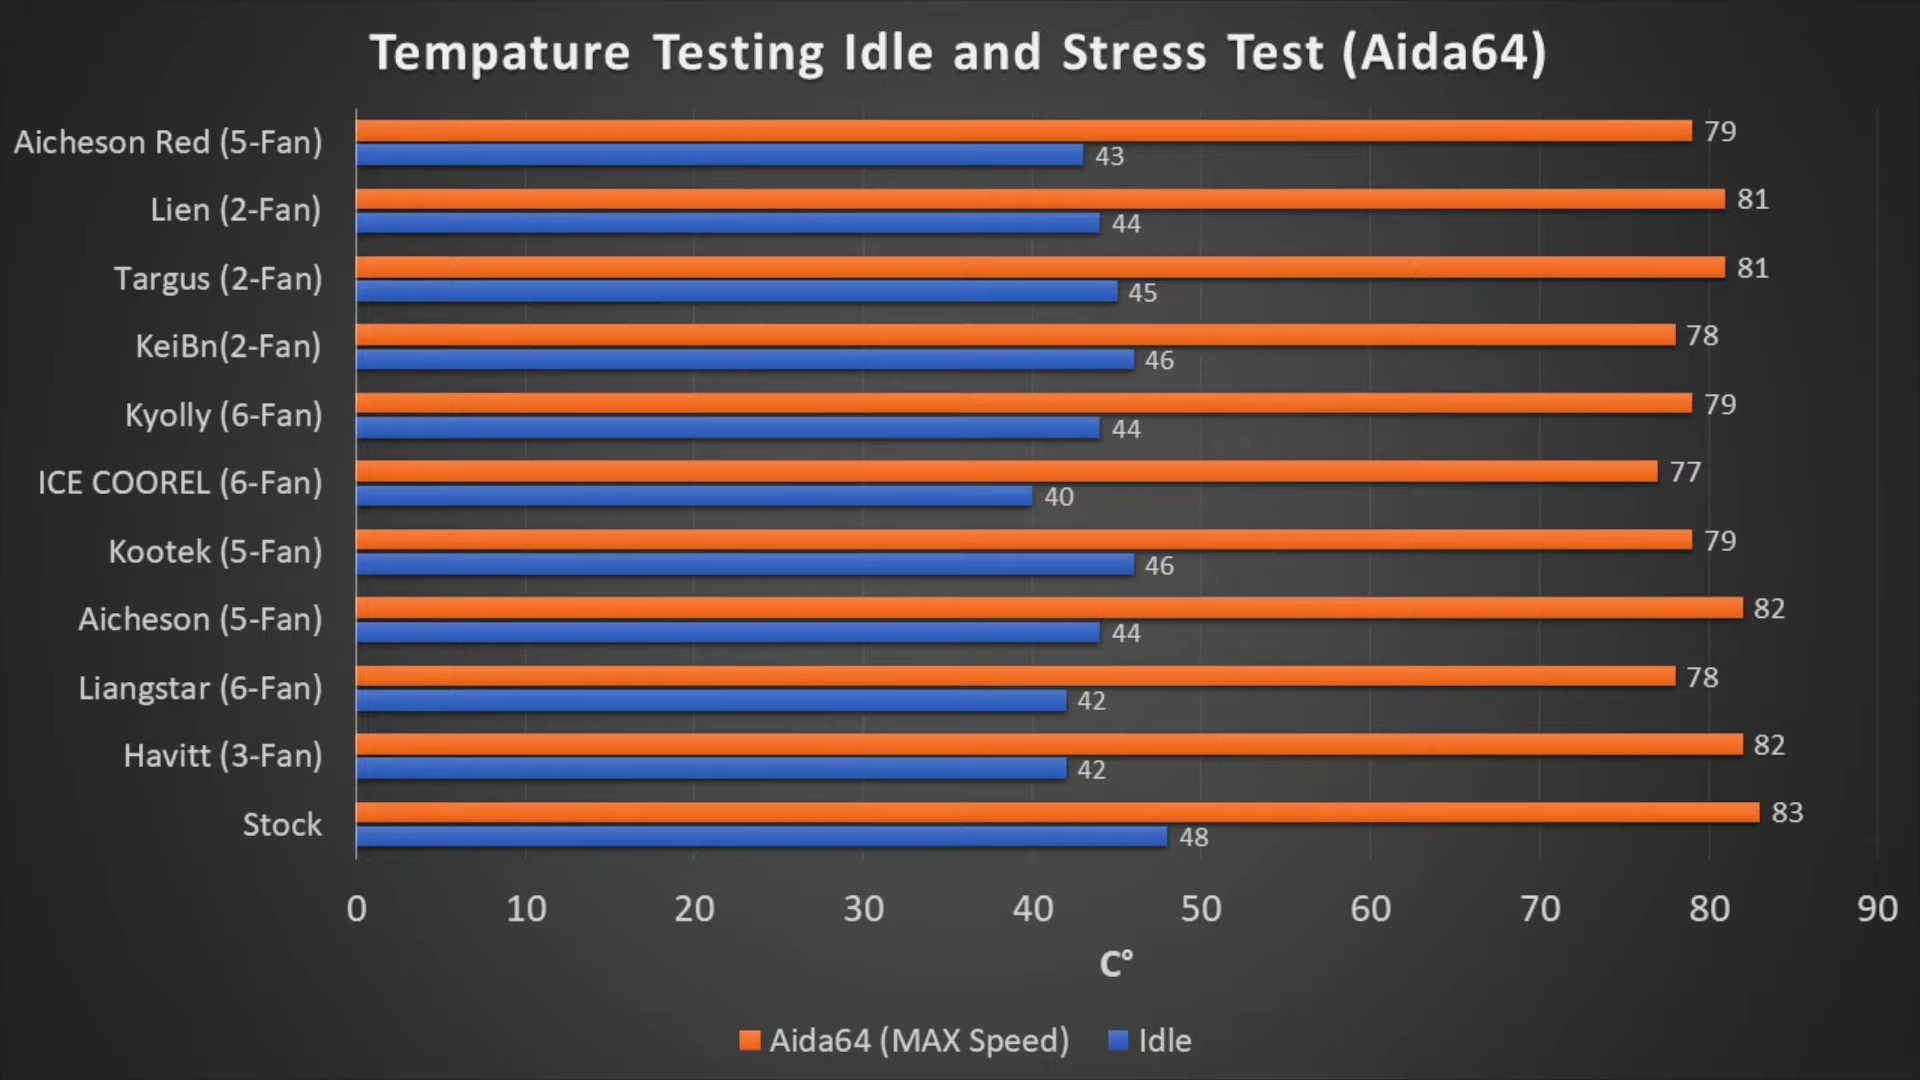 Tempature Testing Idle and Stress Test (Aida64)
Aicheson Red (5-Fan)
79
43
Lien (2-Fan)
81
44
Targus (2-Fan)
81
45
KeiBn(2-Fan)
78
46
Kyolly (6-Fan)
79
44
ICE COOREL (6-Fan)
77
40
Kootek (5-Fan)
79
46
Aicheson (5-Fan)
82
44
Liangstar (6-Fan)
78
42
Havitt (3-Fan)
82
42
Stock
83
48
0 10 20 30 40 50 60 70 80 90
C°
Aida64 (MAX Speed) Idle